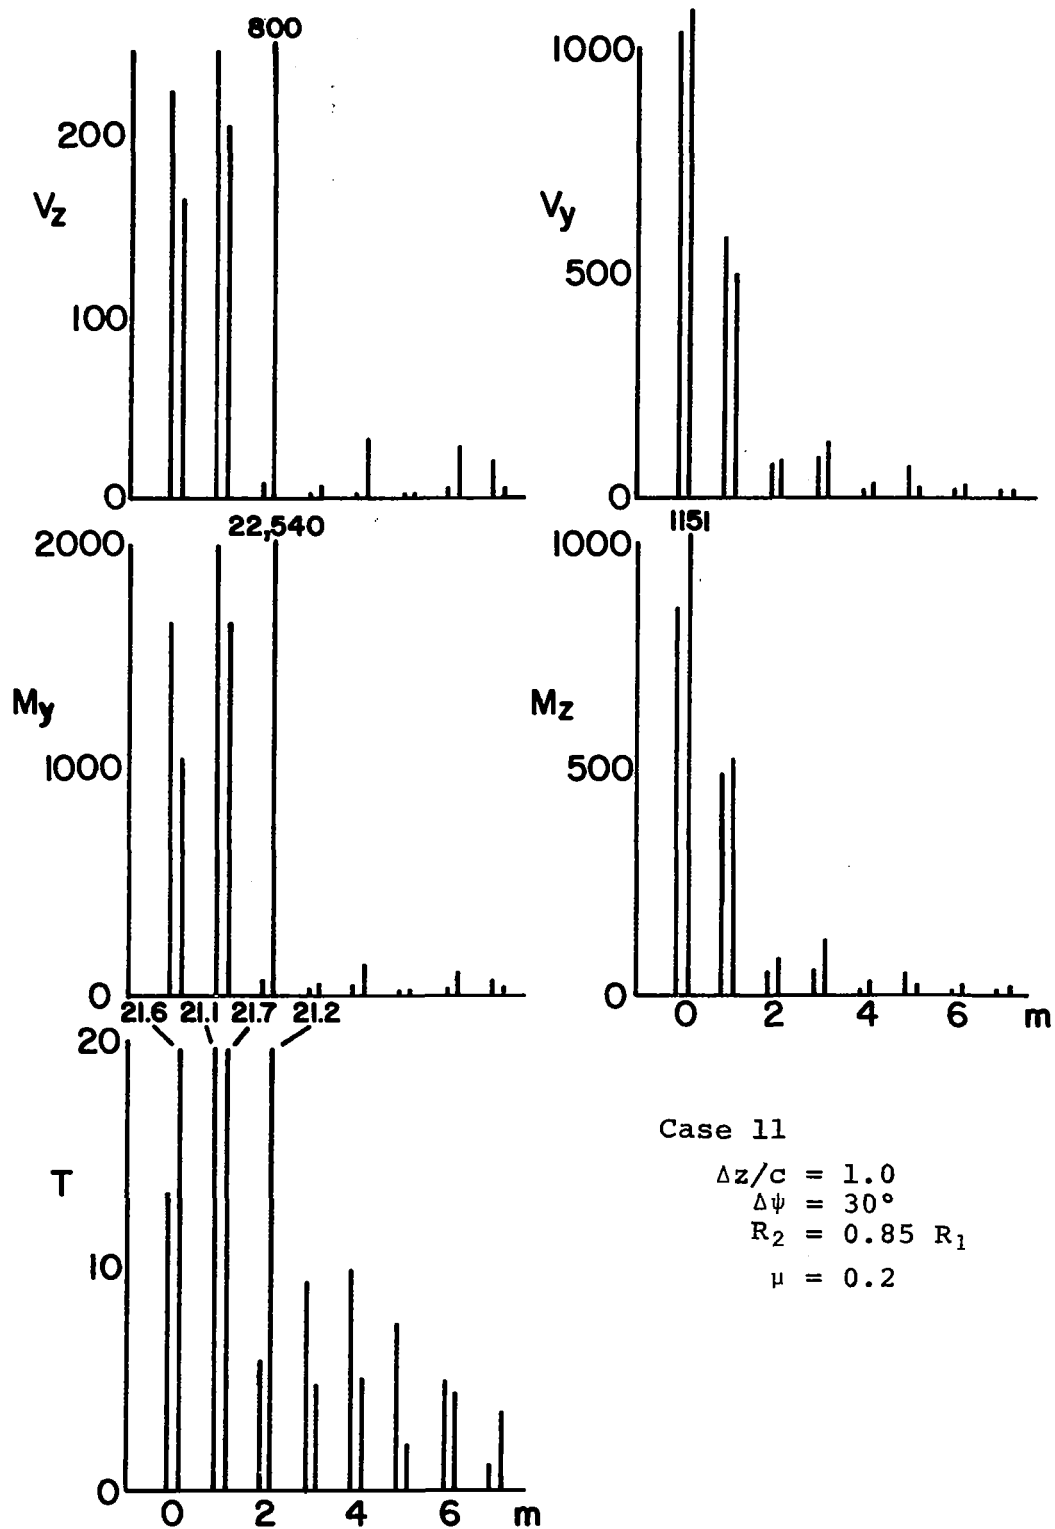 800
200
Vz
100
0
1000
Vy
500
0
22,540
2000
My
1000
0
1151
1000
Mz
500
0
0 2 4 6 m
21.6 21.1 21.7 21.2
20
T
10
0
0 2 4 6 m
Case 11
Δz/c = 1.0
Δψ = 30°
R2 = 0.85 R1
μ = 0.2